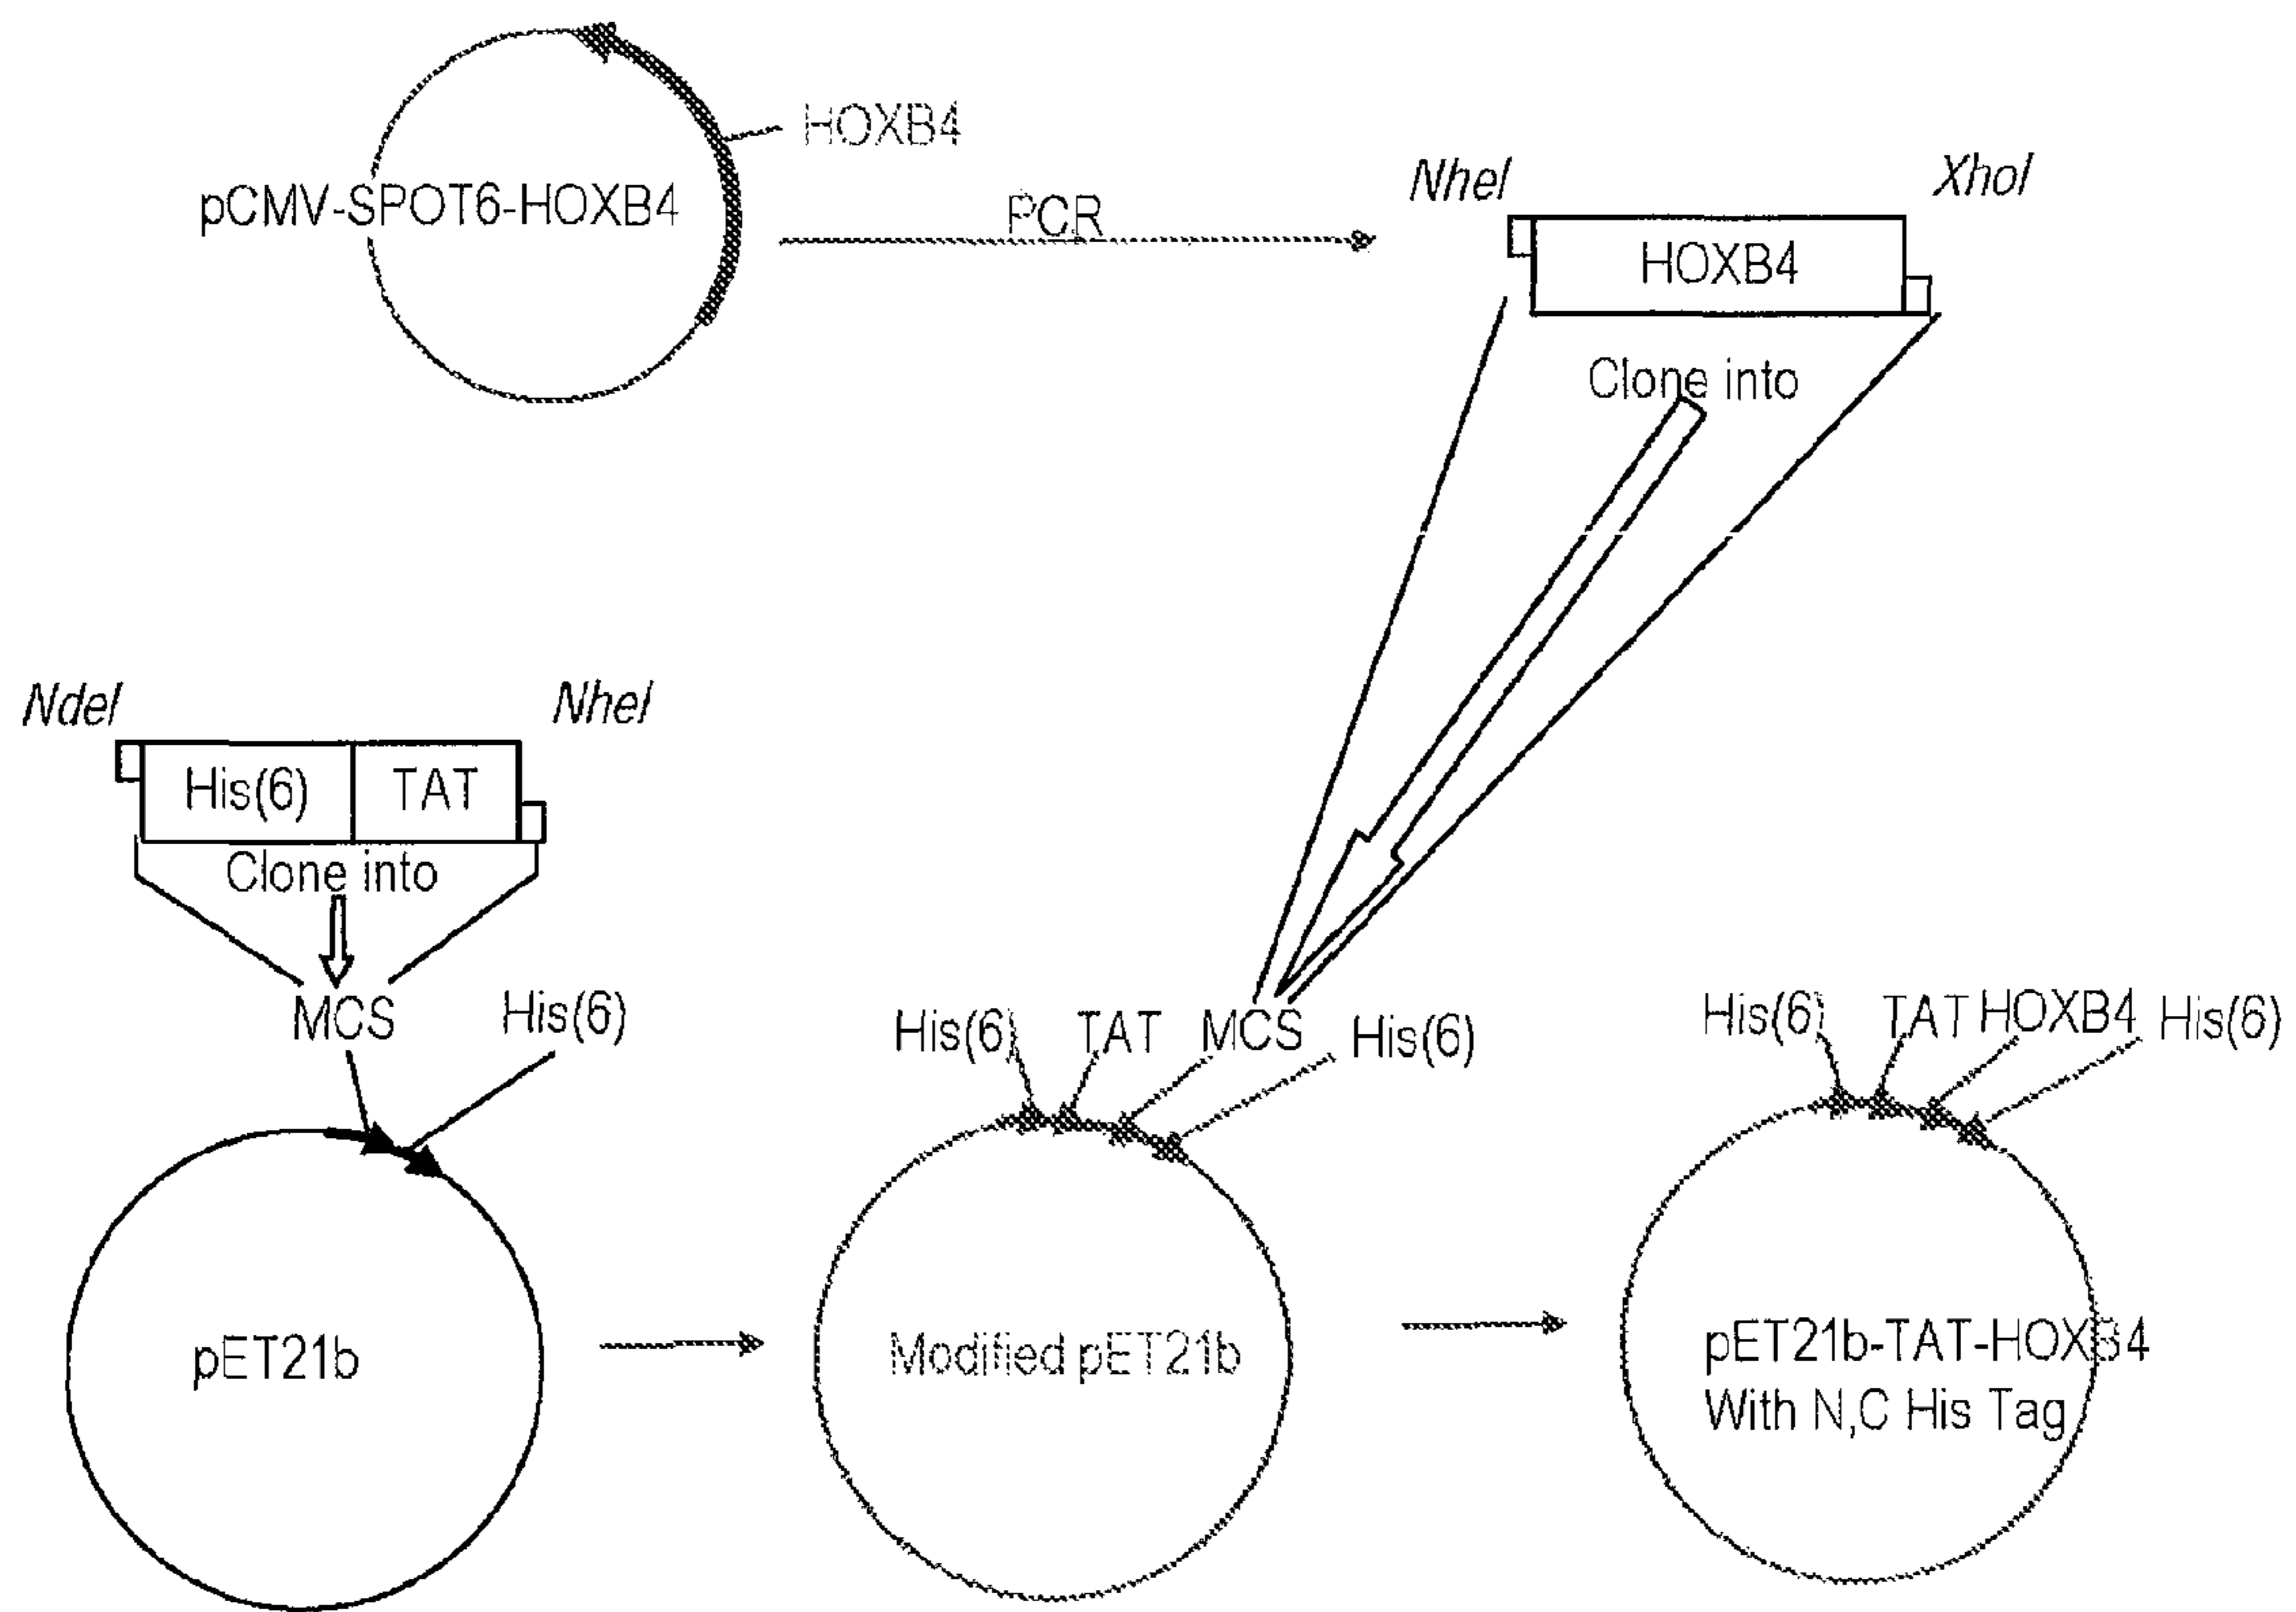 HOXB4
pCMV-SPOT6-HOXB4
PCR
NheI
XhoI
HOXB4
Clone into
NdeI
NheI
His(6)
TAT
Clone into
MCS
His(6)
His(6)
TAT
MCS
His(6)
His(6)
TAT
HOXB4
His(6)
pET21b
Modified pET21b
pET21b-TAT-HOXB4
With N,C His Tag